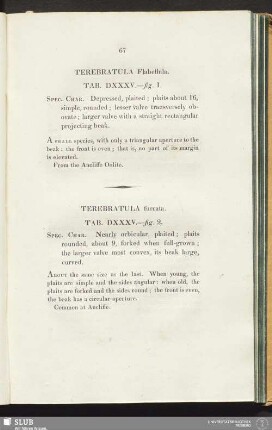 67
TEREBRATULA Flabellula.
TAB. DXXXV.—fig. 1.
Spec. Char. Depressed, plaited; plaits about 16,
simple, rounded; lesser valve transversely ob-
ovate; larger valve with a straight rectangular
projecting beak.
A small species, with only a triangular aperture to the
beak: the front is even; that is, no part of its margin
is elevated.
From the Ancliffe Oolite.
TEREBRATULA furcata.
TAB. DXXXV.—fig. 2.
Spec. Char. Nearly orbicular, plaited; plaits
rounded, about 9, forked when full-grown;
the larger valve most convex, its beak large,
curved.
About the same size as the last. When young, the
plaits are simple and the sides angular: when old, the
plaits are forked and the sides round; the front is even,
the beak has a circular aperture.
Common at Ancliffe.
SLUB